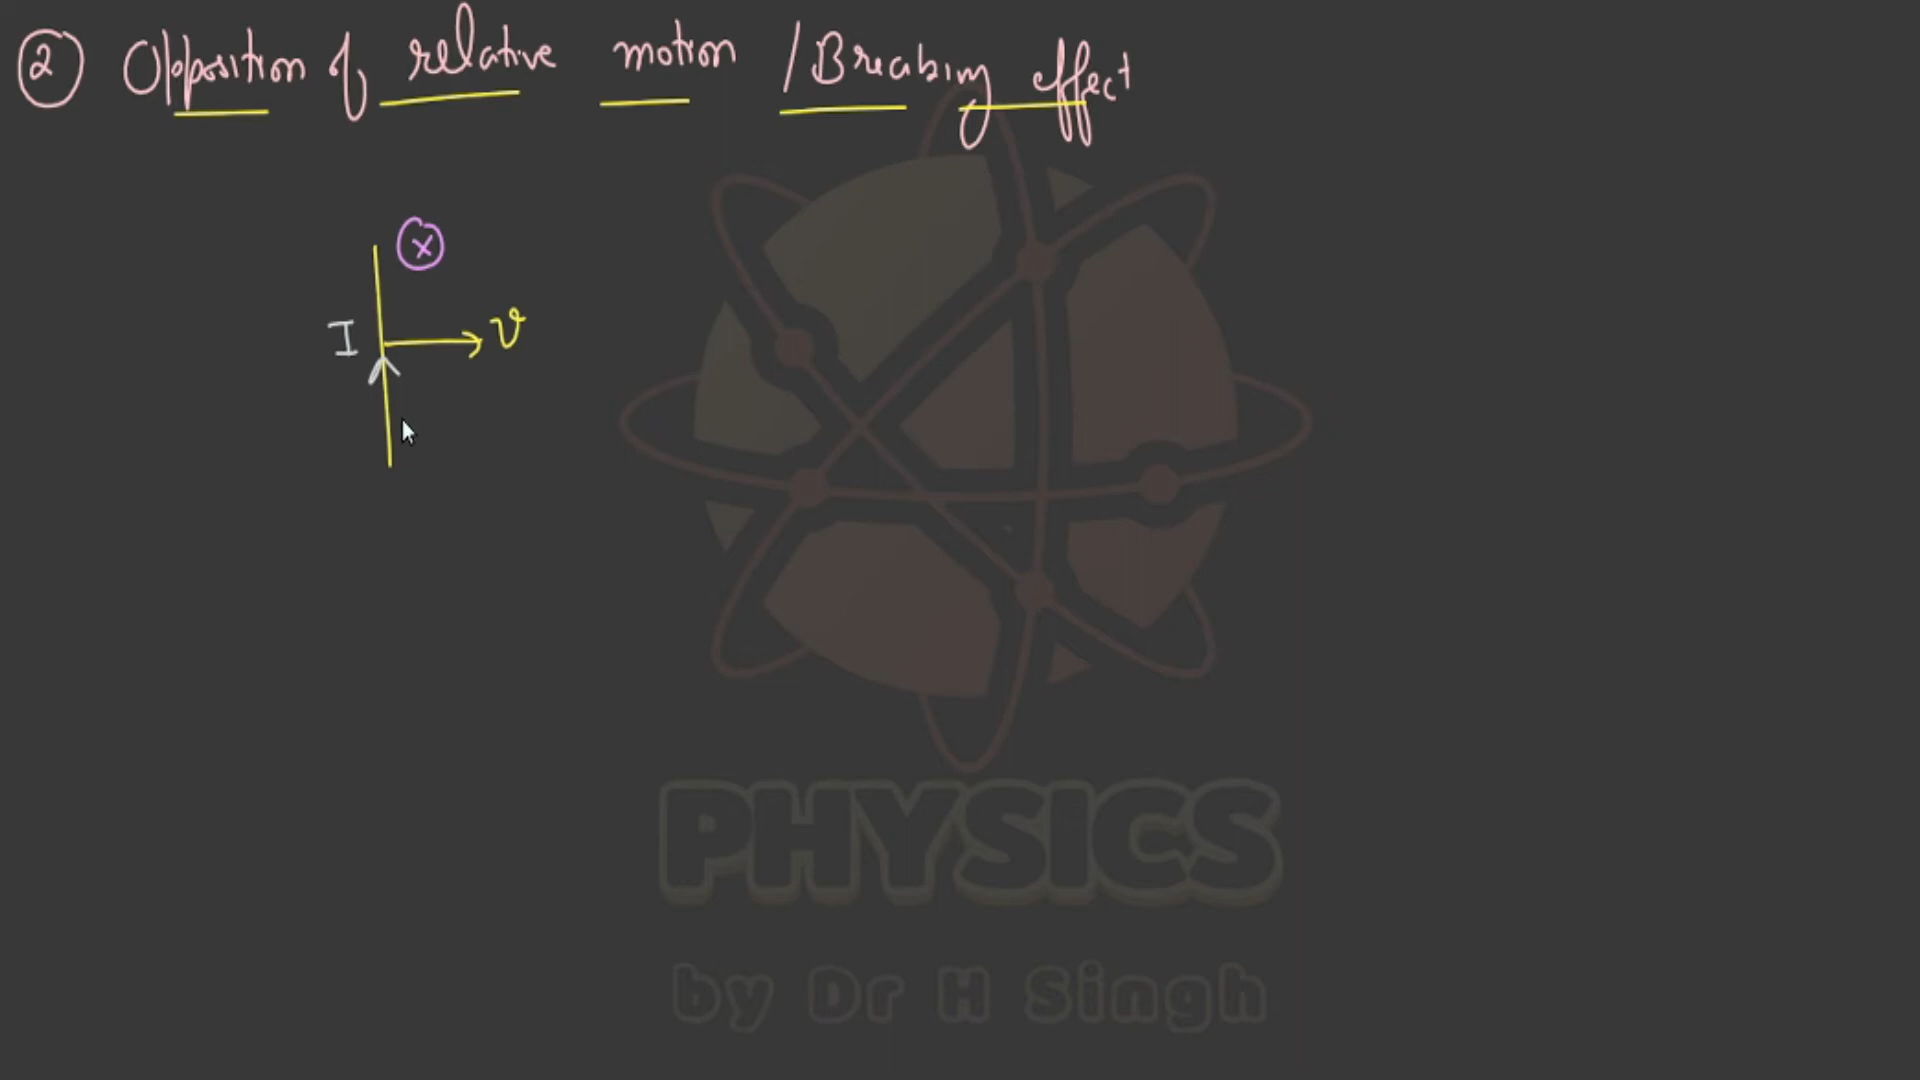 ② Opposition of relative motion / Breaking effect
ⓧ
I v
PHYSICS
by Dr H Singh